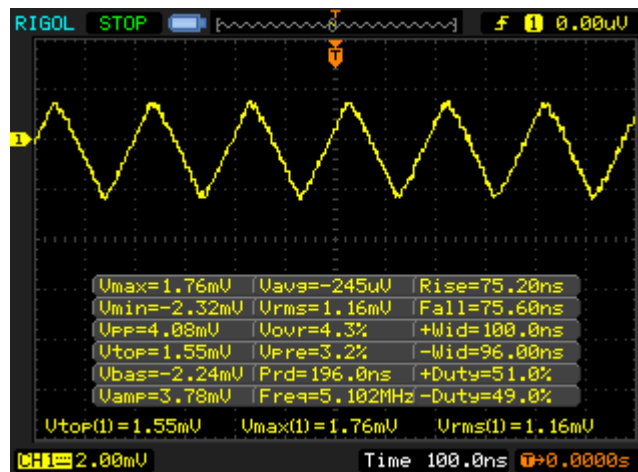 RIGOL STOP T f 1 0.00uV
T
1
Vmax=1.76mV Vavg=-245uV Rise=75.20ns
Vmin=-2.32mV Vrms=1.16mV Fall=75.60ns
Vpp=4.08mV Vovr=4.3% +Wid=100.0ns
Vtop=1.55mV Vpre=3.2% -Wid=96.00ns
Vbas=-2.24mV Prd=196.0ns +Duty=51.0%
Vamp=3.78mV Freq=5.102MHz -Duty=49.0%
Vtop(1)=1.55mV Vmax(1)=1.76mV Vrms(1)=1.16mV
CH1 2.00mV Time 100.0ns T→0.0000s